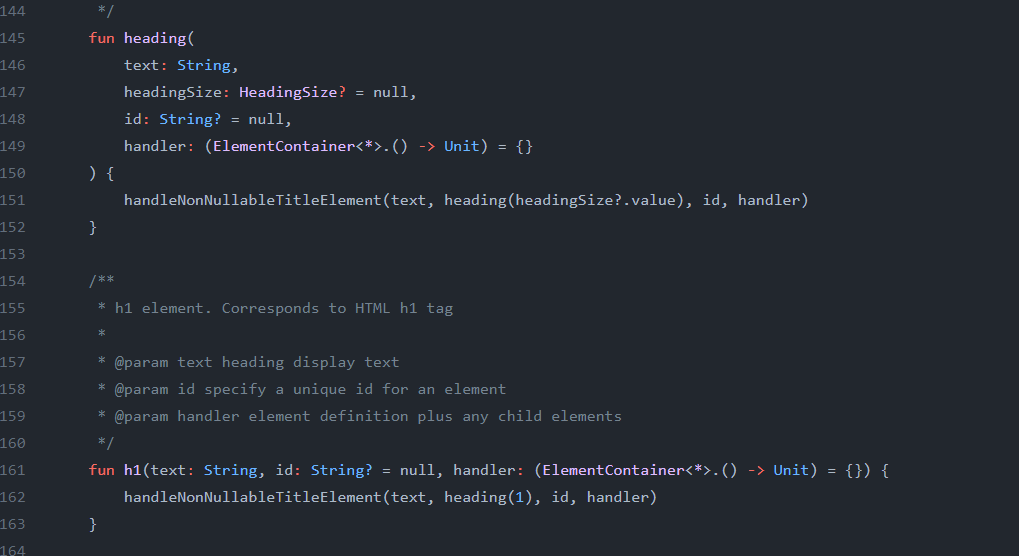 144         */
145        fun heading(
146            text: String,
147            headingSize: HeadingSize? = null,
148            id: String? = null,
149            handler: (ElementContainer<*>.() -> Unit) = {}
150        ) {
151            handleNonNullableTitleElement(text, heading(headingSize?.value), id, handler)
152        }
153
154        /**
155         * h1 element. Corresponds to HTML h1 tag
156         *
157         * @param text heading display text
158         * @param id specify a unique id for an element
159         * @param handler element definition plus any child elements
160         */
161        fun h1(text: String, id: String? = null, handler: (ElementContainer<*>.() -> Unit) = {}) {
162            handleNonNullableTitleElement(text, heading(1), id, handler)
163        }
164